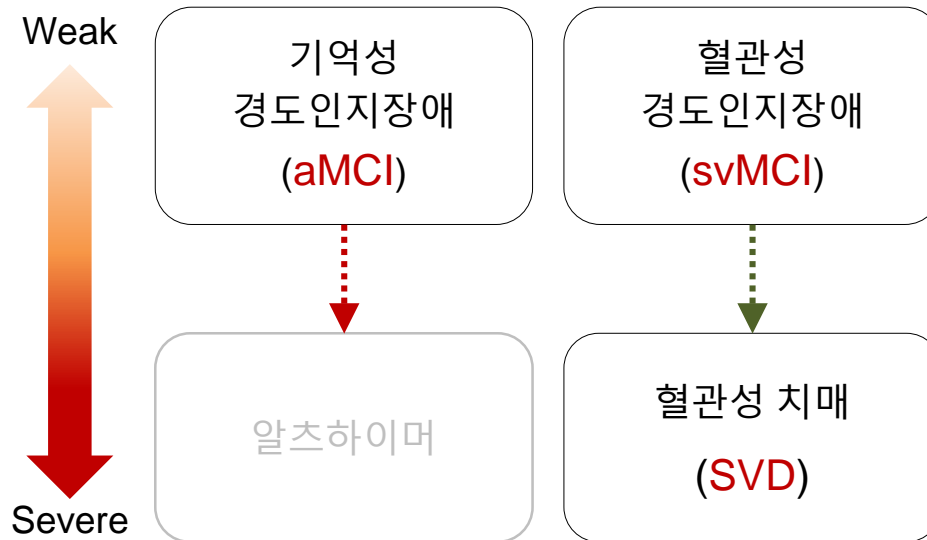 Weak
기억성
경도인지장애
(aMCI)
혈관성
경도인지장애
(svMCI)
알츠하이머
혈관성 치매
(SVD)
Severe